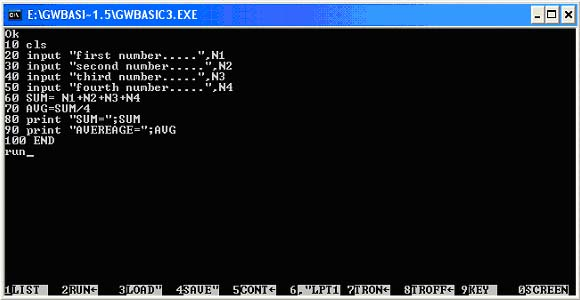 E:\GWBASI~1.5\GWBASIC3.EXE
Ok
10 cls
20 input "first number.....",N1
30 input "second number.....",N2
40 input "third number.....",N3
50 input "fourth number.....",N4
60 SUM= N1+N2+N3+N4
70 AVG=SUM/4
80 print "SUM=";SUM
90 print "AVEREAGE=";AVG
100 END
run_
1LIST 2RUN← 3LOAD" 4SAVE" 5CONT← 6,"LPT1 7TRON← 8TROFF← 9KEY 0SCREEN